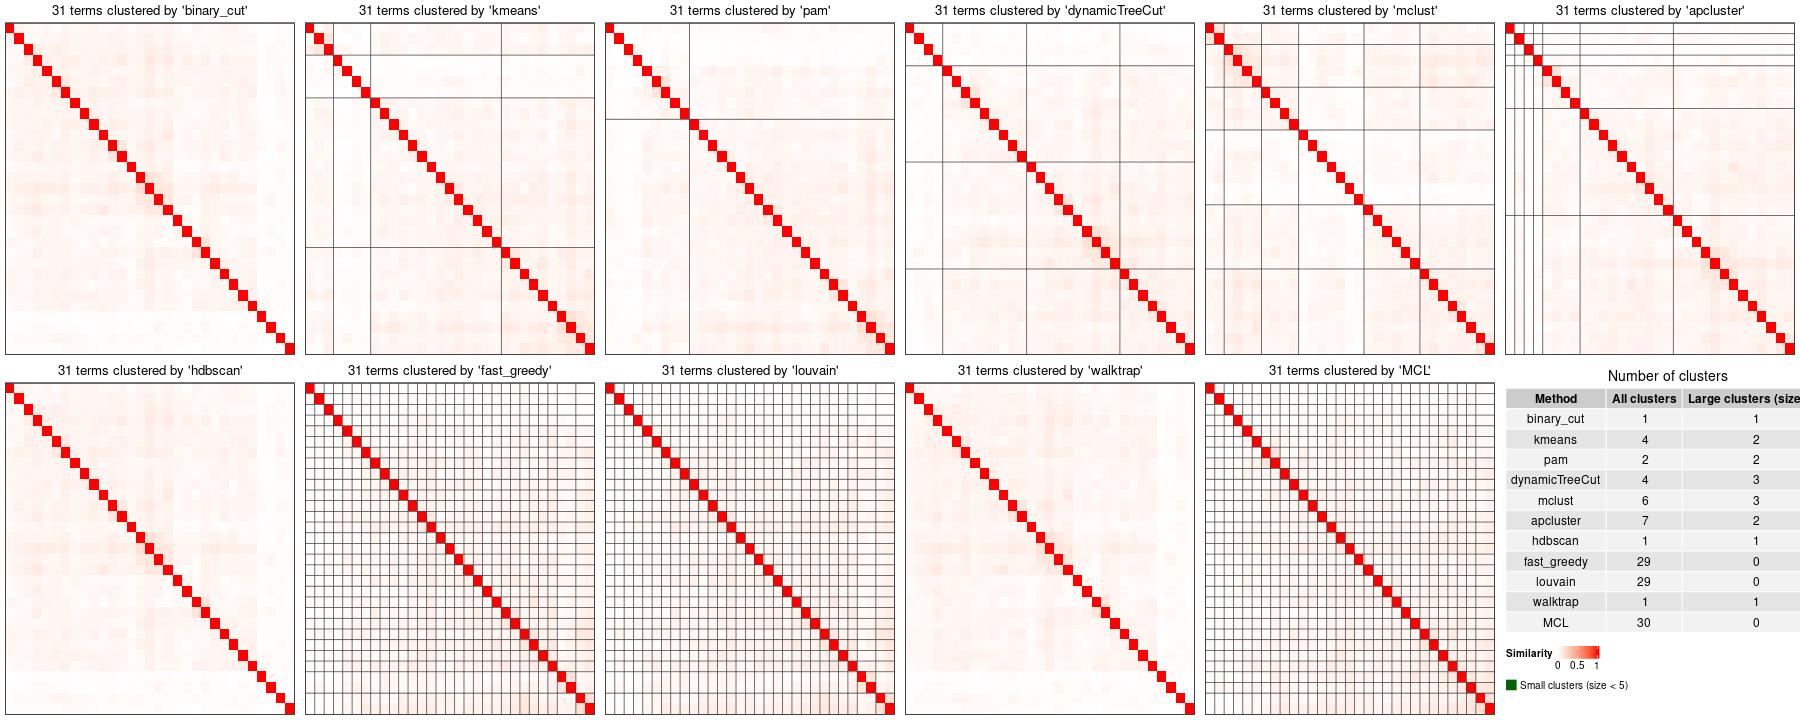 31 terms clustered by 'binary_cut'
31 terms clustered by 'kmeans'
31 terms clustered by 'pam'
31 terms clustered by 'dynamicTreeCut'
31 terms clustered by 'mclust'
31 terms clustered by 'apcluster'
31 terms clustered by 'hdbscan'
31 terms clustered by 'fast_greedy'
31 terms clustered by 'louvain'
31 terms clustered by 'walktrap'
31 terms clustered by 'MCL'
Number of clusters
Method All clusters Large clusters (size
binary_cut 1 1
kmeans 4 2
pam 2 2
dynamicTreeCut 4 3
mclust 6 3
apcluster 7 2
hdbscan 1 1
fast_greedy 29 0
louvain 29 0
walktrap 1 1
MCL 30 0
Similarity
0 0.5 1
Small clusters (size < 5)